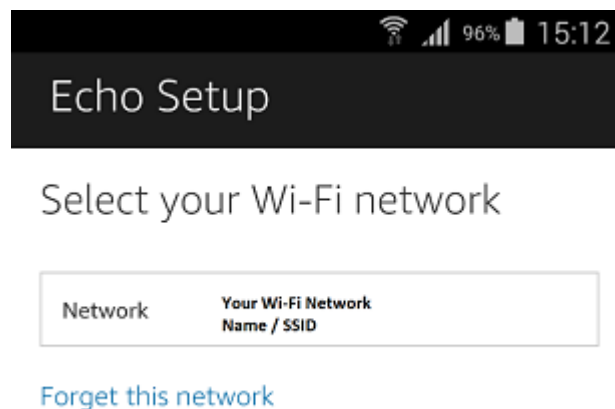 96% 15:12
Echo Setup
Select your Wi-Fi network
Network Your Wi-Fi Network
Name / SSID
Forget this network